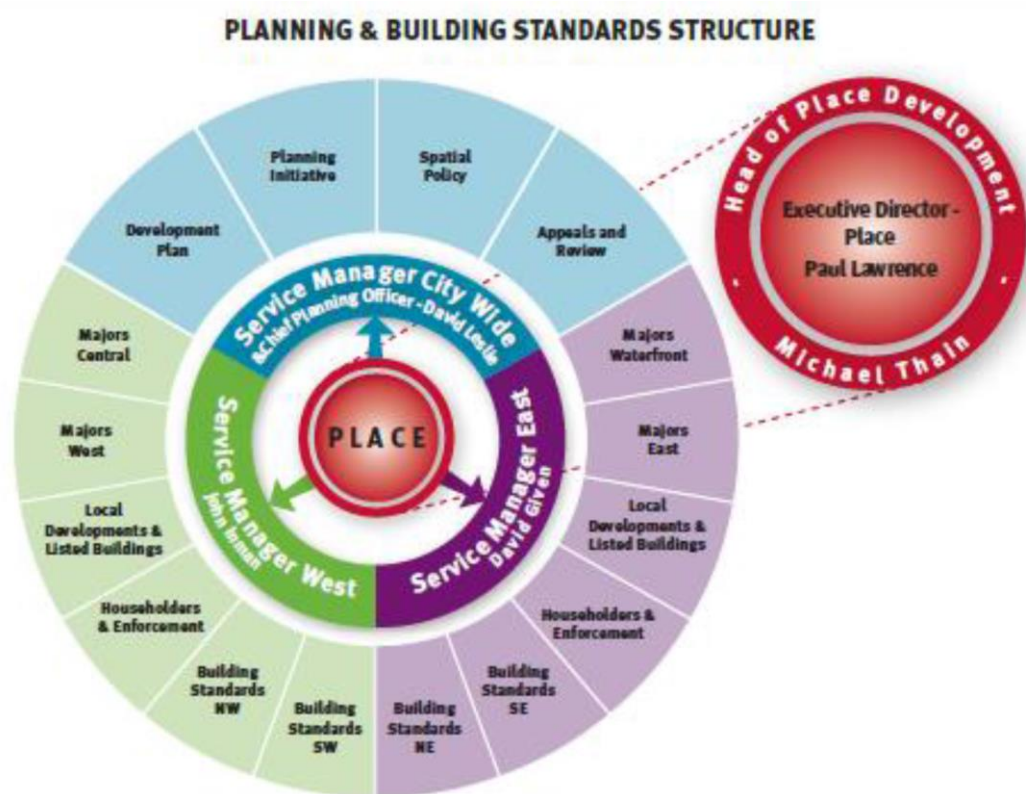 PLANNING & BUILDING STANDARDS STRUCTURE
Head of Place Development
- Michael Thain -
Executive Director -
Place
Paul Lawrence
Development
Plan
Planning
Initiative
Spatial
Policy
Appeals and
Review
Service Manager City Wide
& Chief Planning Officer - David Leslie
Majors
Central
Majors
West
Local
Developments &
Listed Buildings
Householders
& Enforcement
Building
Standards
NW
Building
Standards
SW
Service Manager West
John Inman
PLACE
Service Manager East
David Given
Majors
Waterfront
Majors
East
Local
Developments &
Listed Buildings
Householders &
Enforcement
Building
Standards
SE
Building
Standards
NE